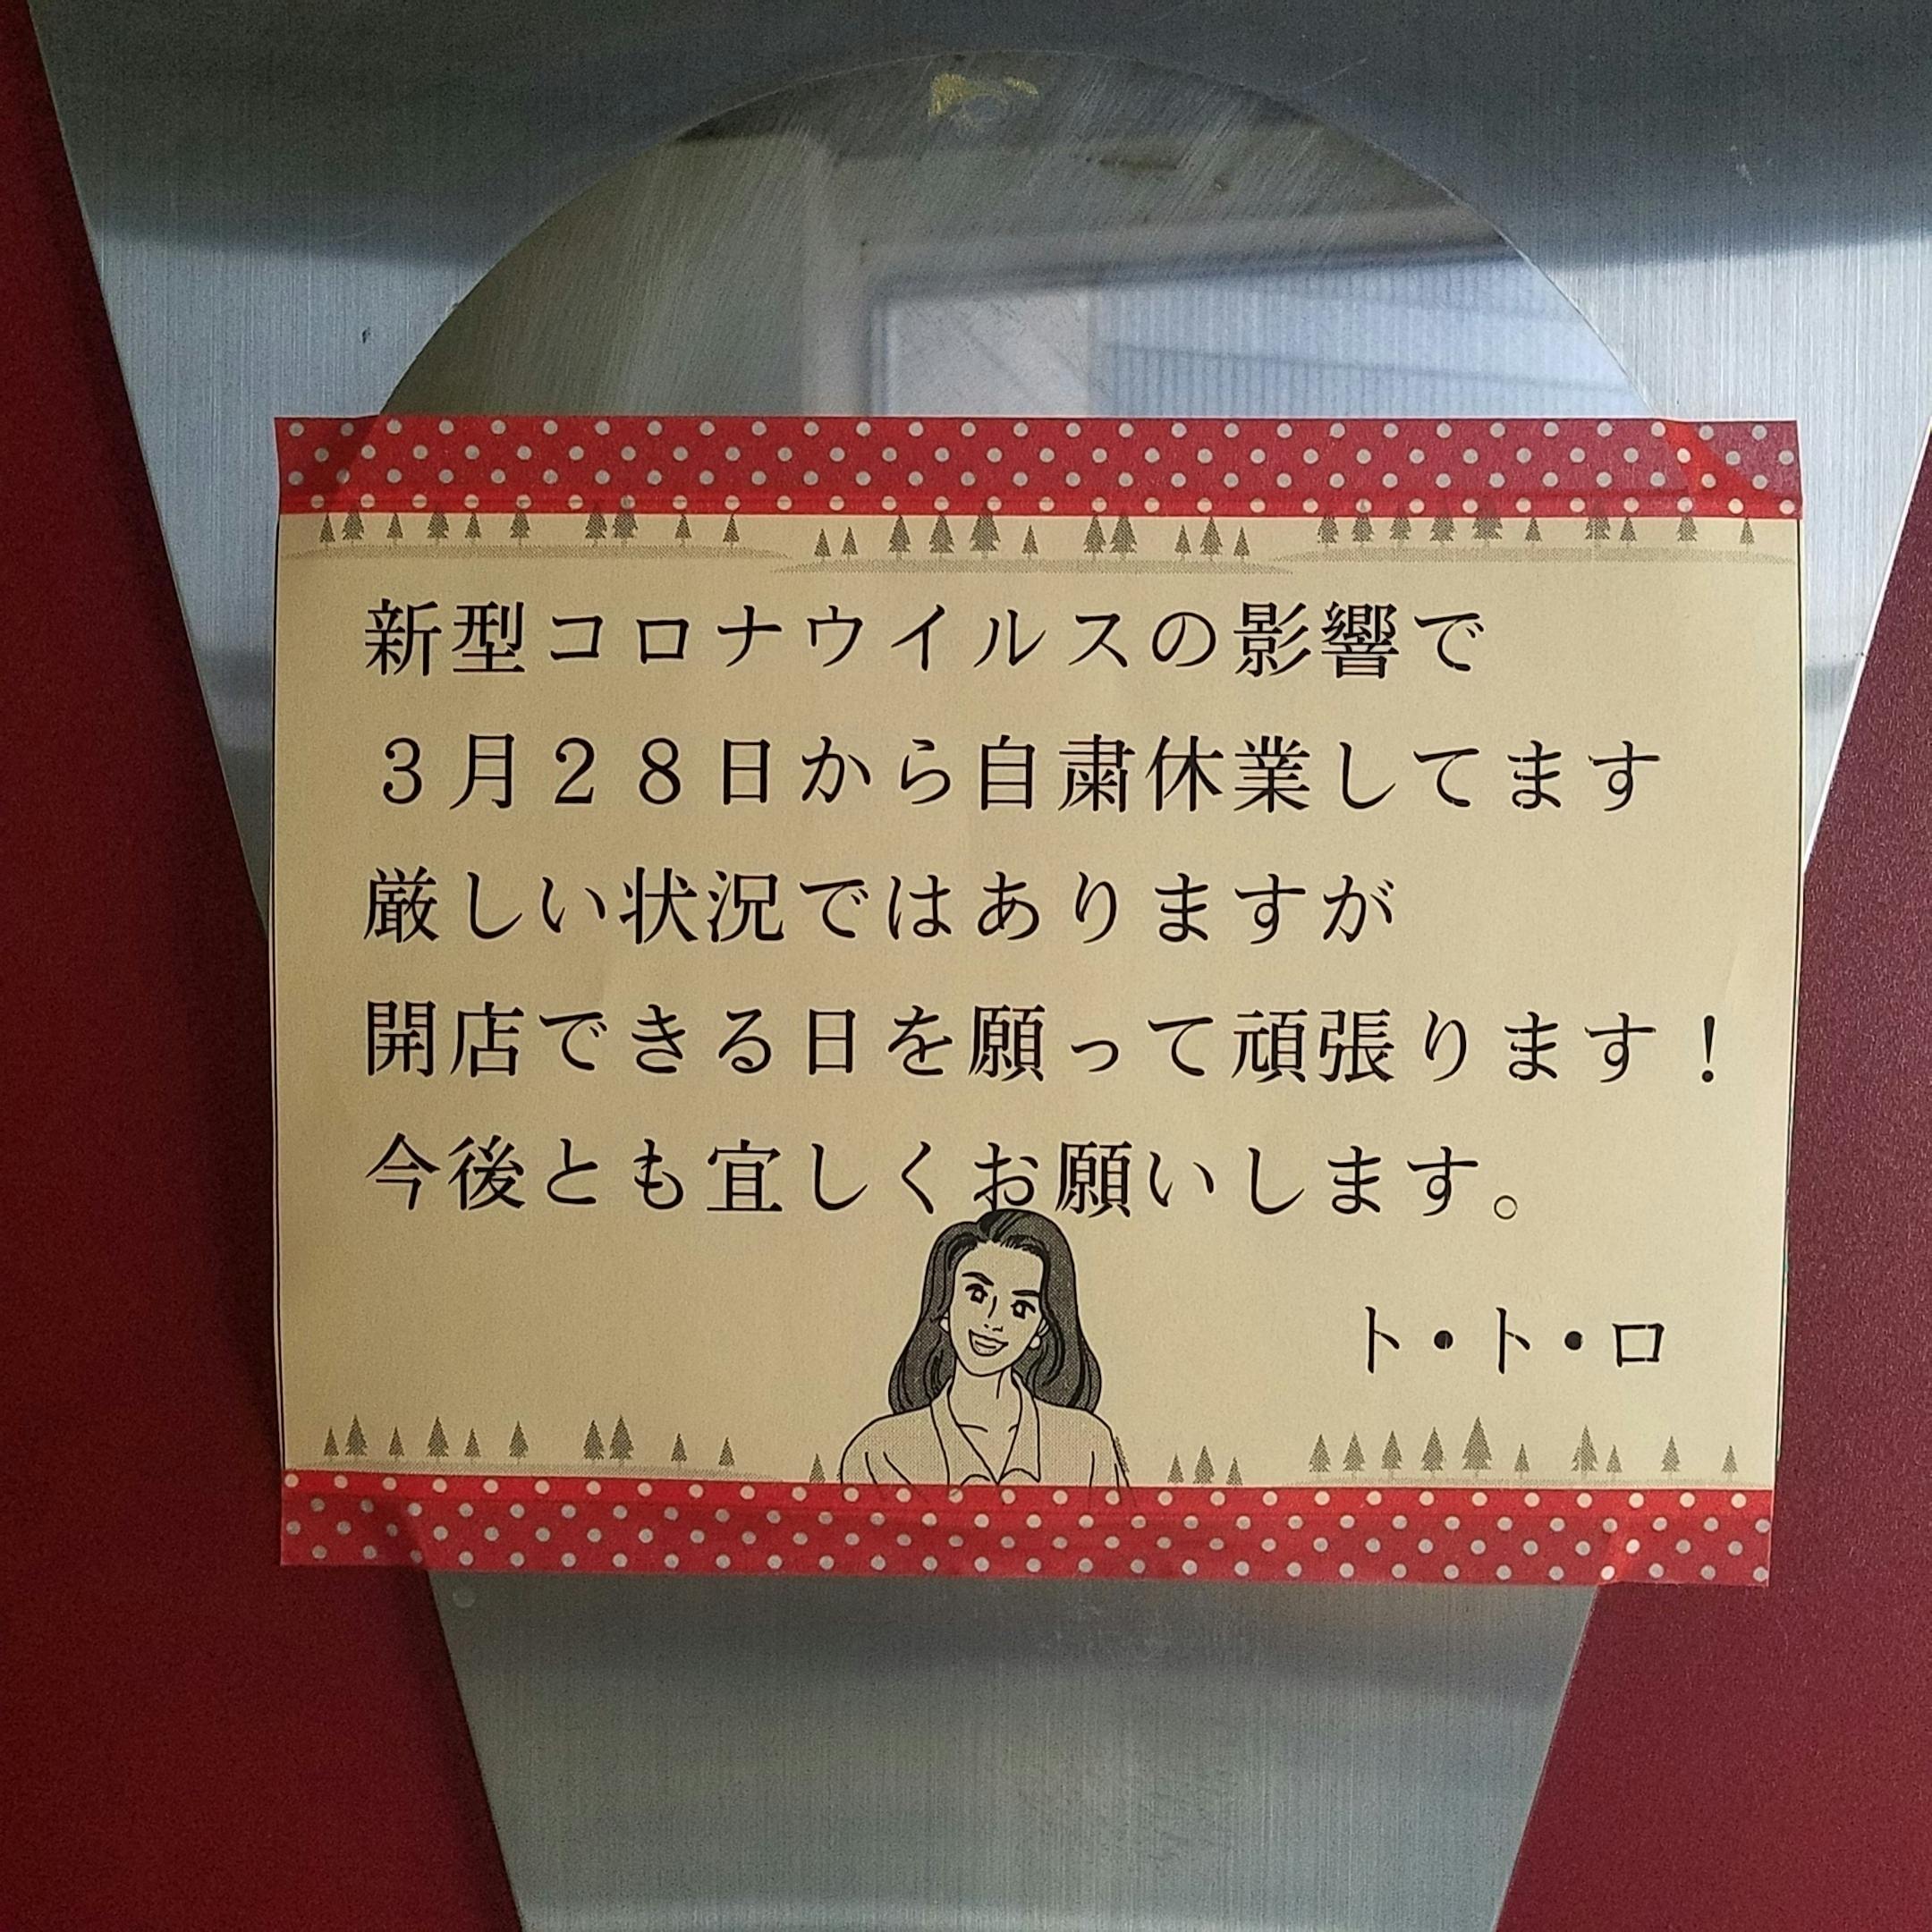 新型コロナウイルスの影響で
３月２８日から自粛休業してます
厳しい状況ではありますが
開店できる日を願って頑張ります！
今後とも宜しくお願いします。
ト・ト・ロ